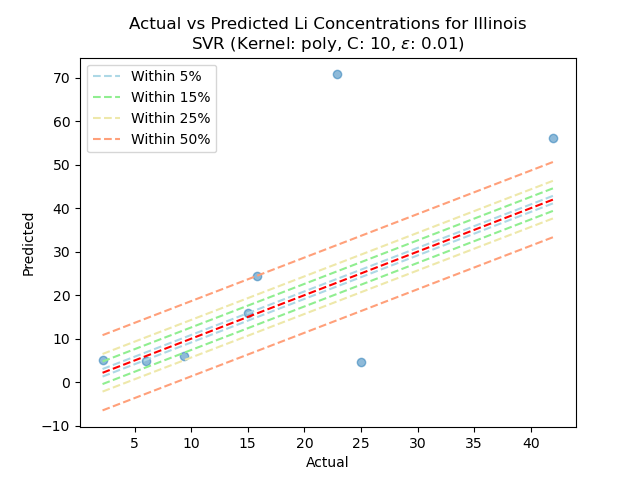 Actual vs Predicted Li Concentrations for Illinois
SVR (Kernel: poly, C: 10, ε: 0.01)
Within 5%
Within 15%
Within 25%
Within 50%
Predicted
70
60
50
40
30
20
10
0
−10
5
10
15
20
25
30
35
40
Actual